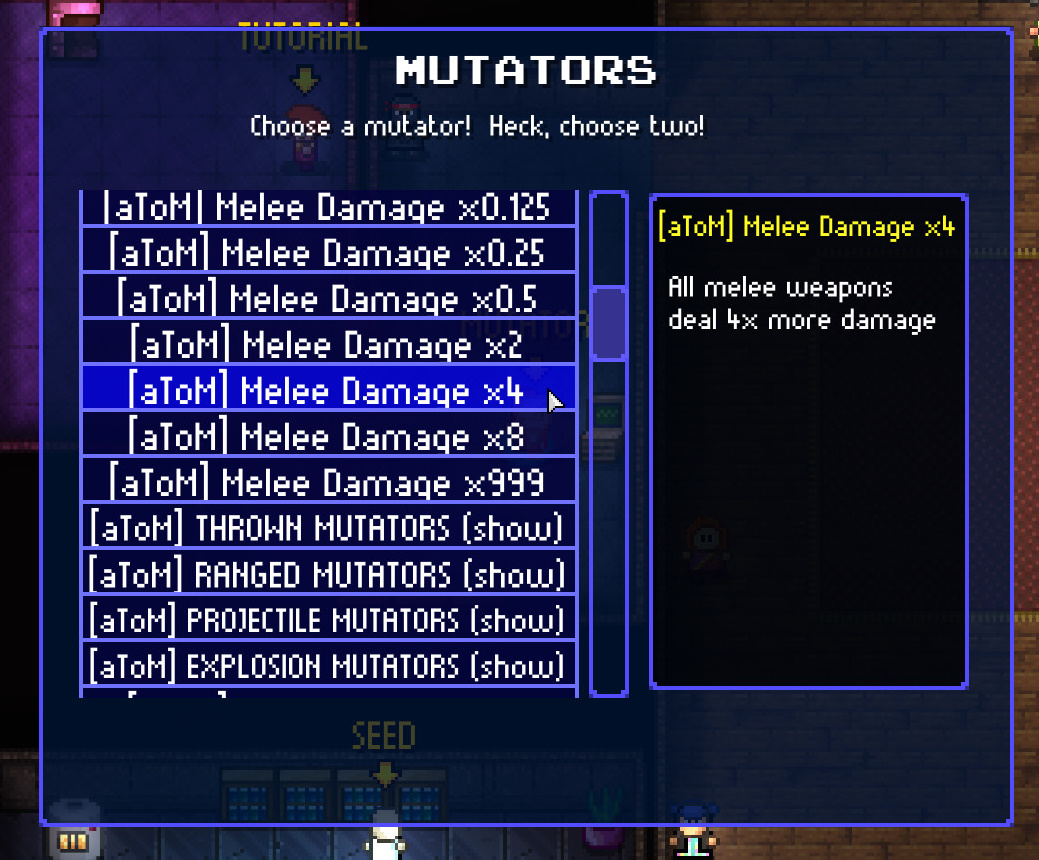 TUTORIAL
MUTATORS
Choose a mutator! Heck, choose two!
[aToM] Melee Damage x0.125
[aToM] Melee Damage x0.25
[aToM] Melee Damage x0.5
[aToM] Melee Damage x2
[aToM] Melee Damage x4
[aToM] Melee Damage x8
[aToM] Melee Damage x999
[aToM] THROWN MUTATORS (show)
[aToM] RANGED MUTATORS (show)
[aToM] PROJECTILE MUTATORS (show)
[aToM] EXPLOSION MUTATORS (show)
[aToM] Melee Damage x4
All melee weapons
deal 4x more damage
SEED